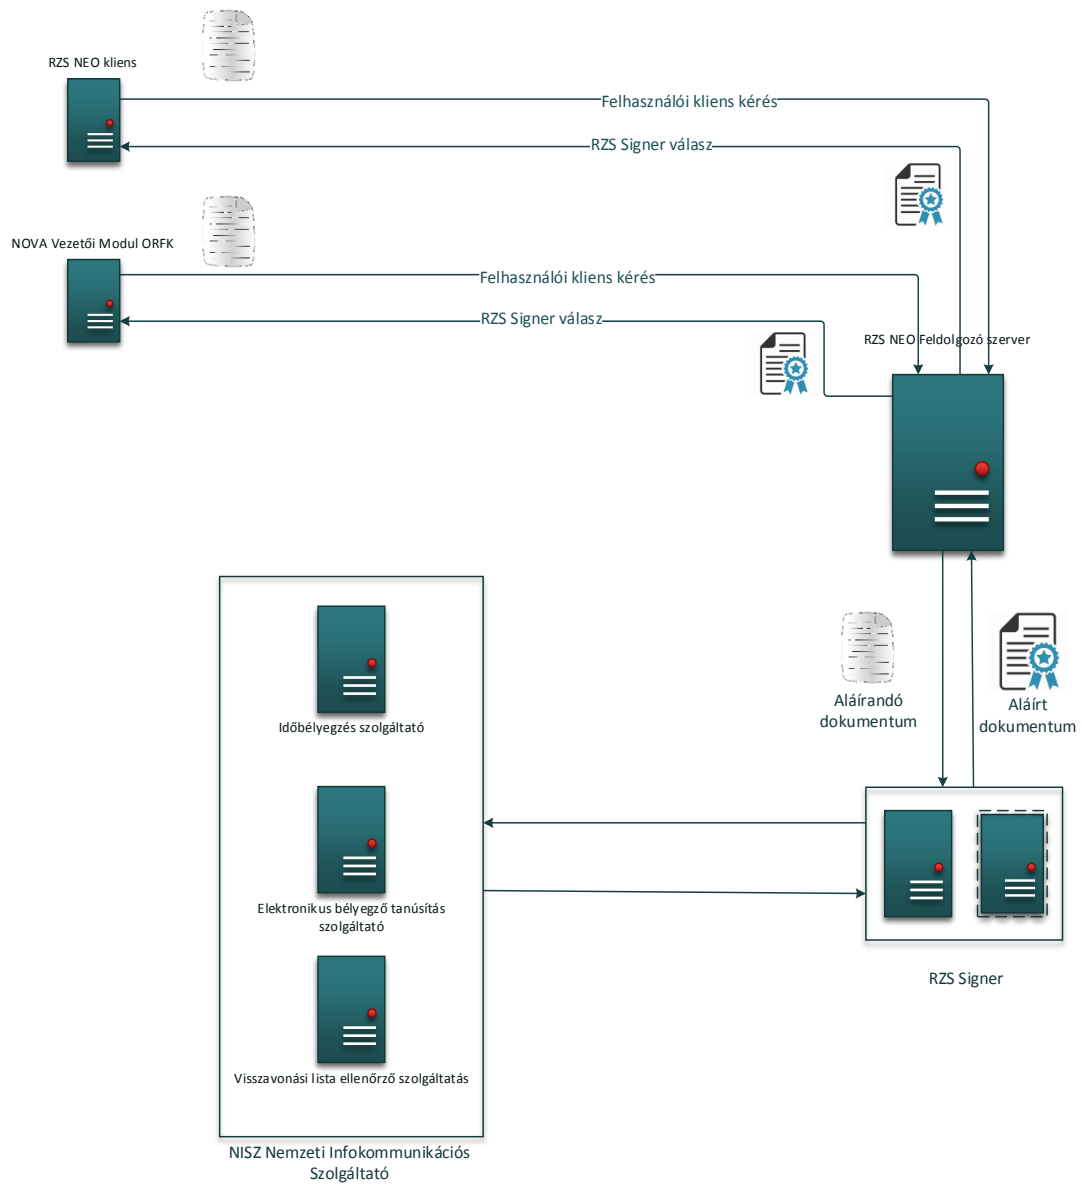 RZS NEO kliens
Felhasználói kliens kérés
RZS Signer válasz
NOVA Vezetői Modul ORFK
Felhasználói kliens kérés
RZS Signer válasz
RZS NEO Feldolgozó szerver
Aláírandó
dokumentum
Aláírt
dokumentum
Időbélyegzés szolgáltató
Elektronikus bélyegző tanúsítás
szolgáltató
RZS Signer
Visszavonási lista ellenőrző szolgáltatás
NISZ Nemzeti Infokommunikációs
Szolgáltató